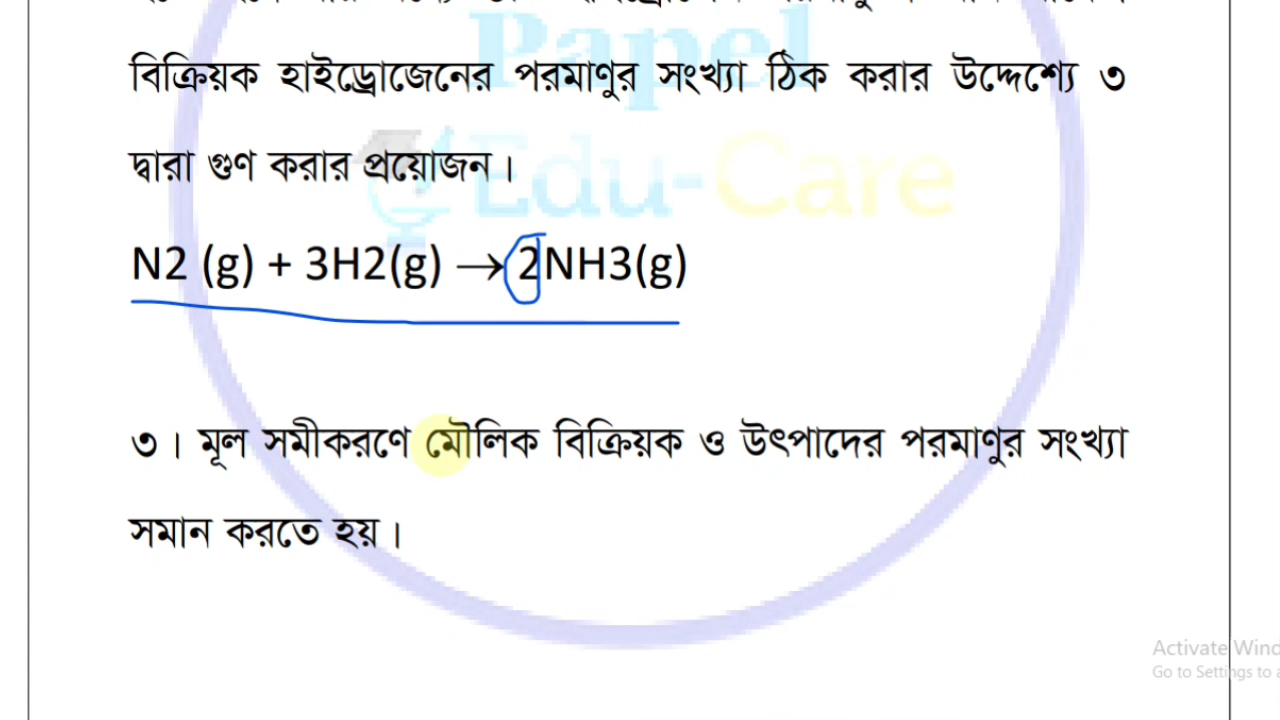 বিক্রিয়ক হাইড্রোজেনের পরমাণুর সংখ্যা ঠিক করার উদ্দেশ্যে ৩
দ্বারা গুণ করার প্রয়োজন।
N2 (g) + 3H2(g) → 2NH3(g)
৩। মূল সমীকরণে মৌলিক বিক্রিয়ক ও উৎপাদের পরমাণুর সংখ্যা
সমান করতে হয়।
Papel
Edu-Care
Activate Wind
Go to Settings to a